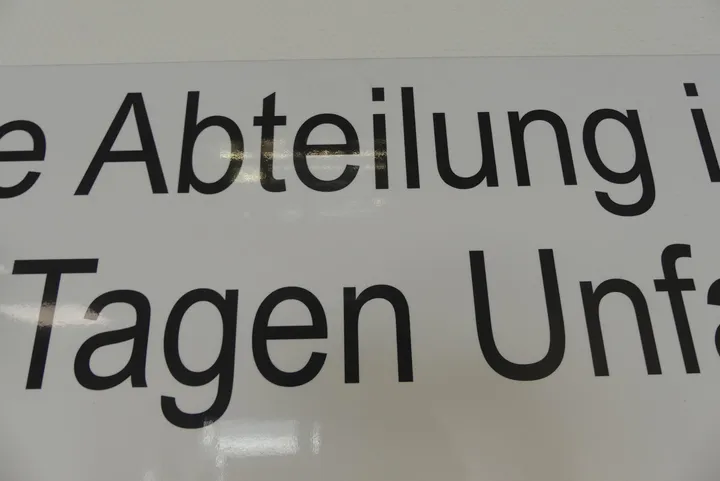 e Abteilung i
Tagen Unfa